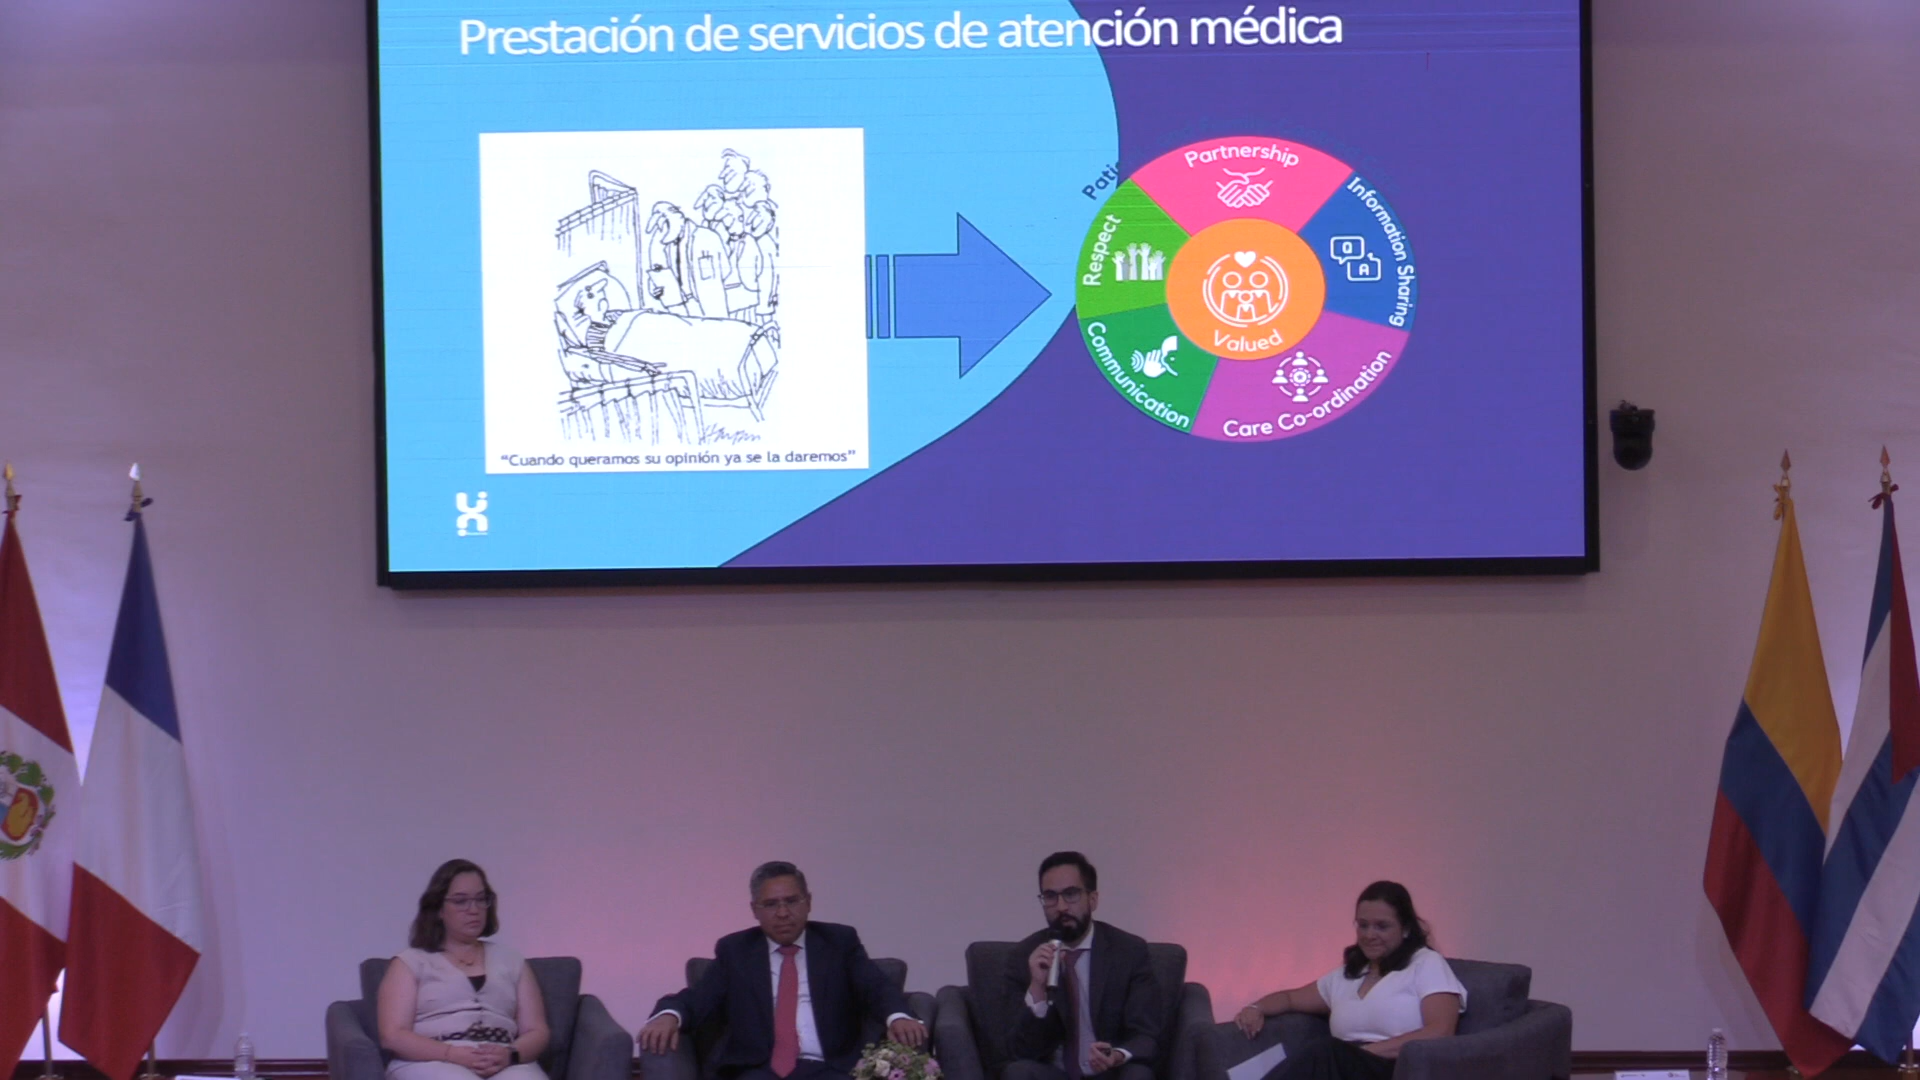 Prestación de servicios de atención médica
Partnership
Information Sharing
Q
A
Respect
Valued
Communication
Care Co-ordination
“Cuando queramos su opinión ya se la daremos”